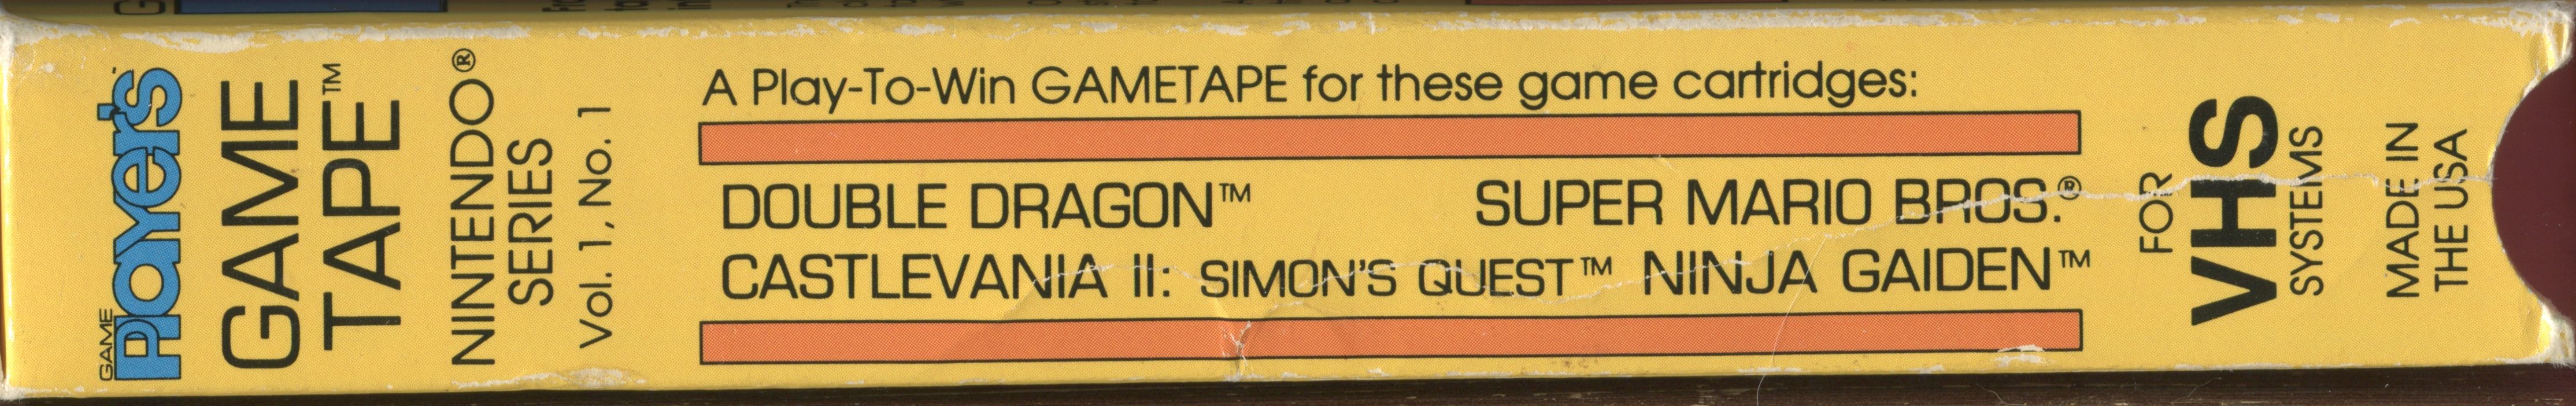 GAME
Player's
GAME
TAPE™
NINTENDO®
SERIES
Vol. 1, No. 1
A Play-To-Win GAMETAPE for these game cartridges:
DOUBLE DRAGON™ SUPER MARIO BROS.®
CASTLEVANIA II: SIMON'S QUEST™ NINJA GAIDEN™
FOR
VHS
SYSTEMS
MADE IN
THE USA